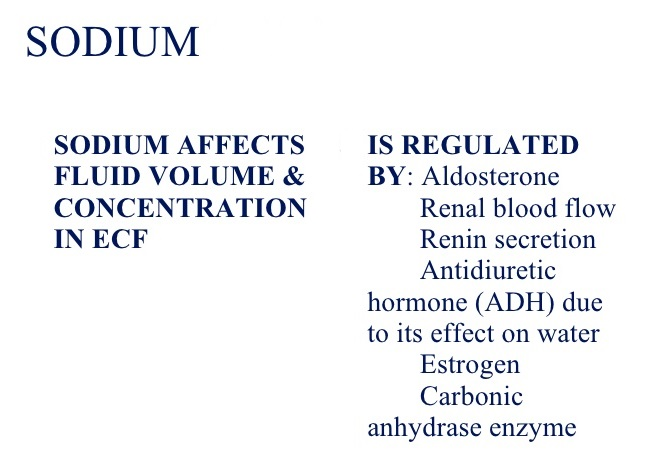 SODIUM
SODIUM AFFECTS
FLUID VOLUME &
CONCENTRATION
IN ECF
IS REGULATED
BY: Aldosterone
Renal blood flow
Renin secretion
Antidiuretic
hormone (ADH) due
to its effect on water
Estrogen
Carbonic
anhydrase enzyme